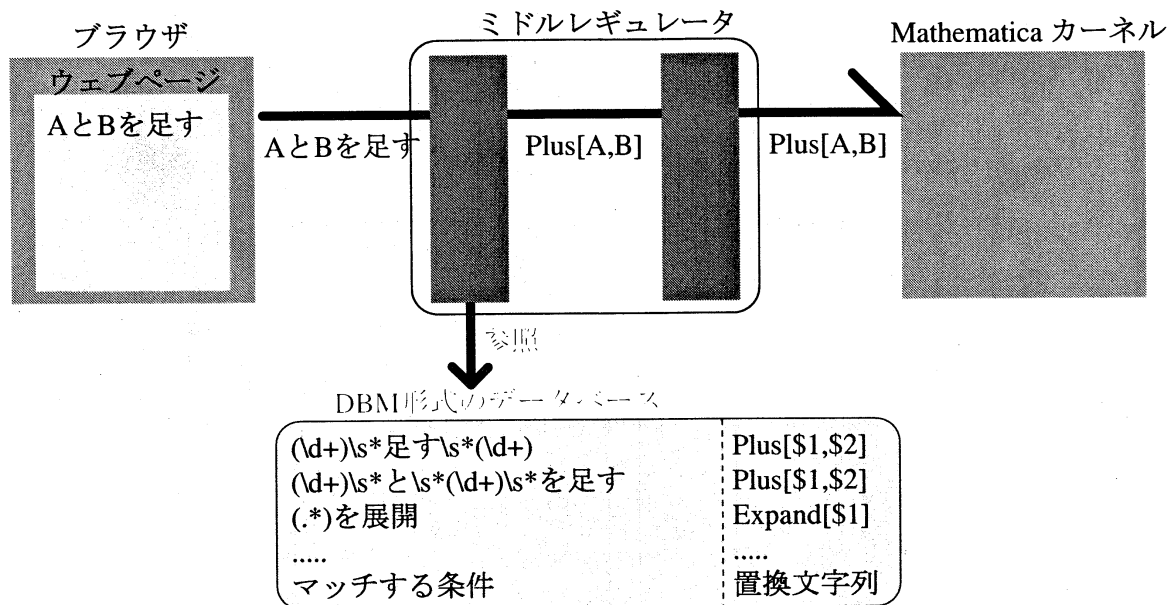 ブラウザ
ミドルレギュレータ
Mathematica カーネル
ウェブページ
AとBを足す
AとBを足す
Plus[A,B]
Plus[A,B]
参照
DBM形式のデータベース
(\d+)\s*足す\s*(\d+) Plus[$1,$2]
(\d+)\s*と\s*(\d+)\s*を足す Plus[$1,$2]
(.*)を展開 Expand[$1]
..... .....
マッチする条件 置換文字列